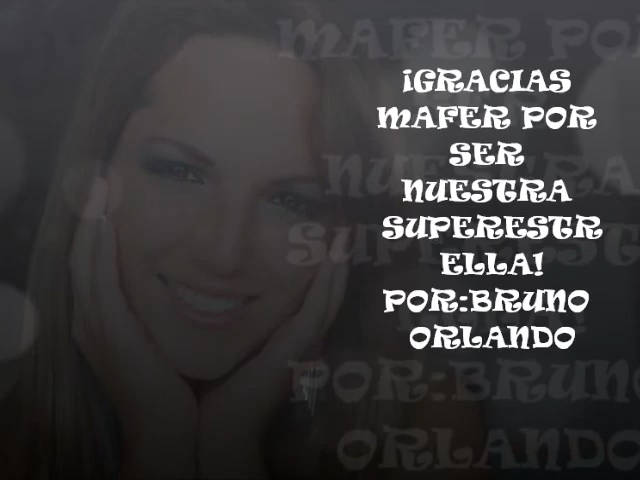 ¡GRACIAS
MAFER POR
SER
NUESTRA
SUPERESTR
ELLA!
POR:BRUNO
ORLANDO